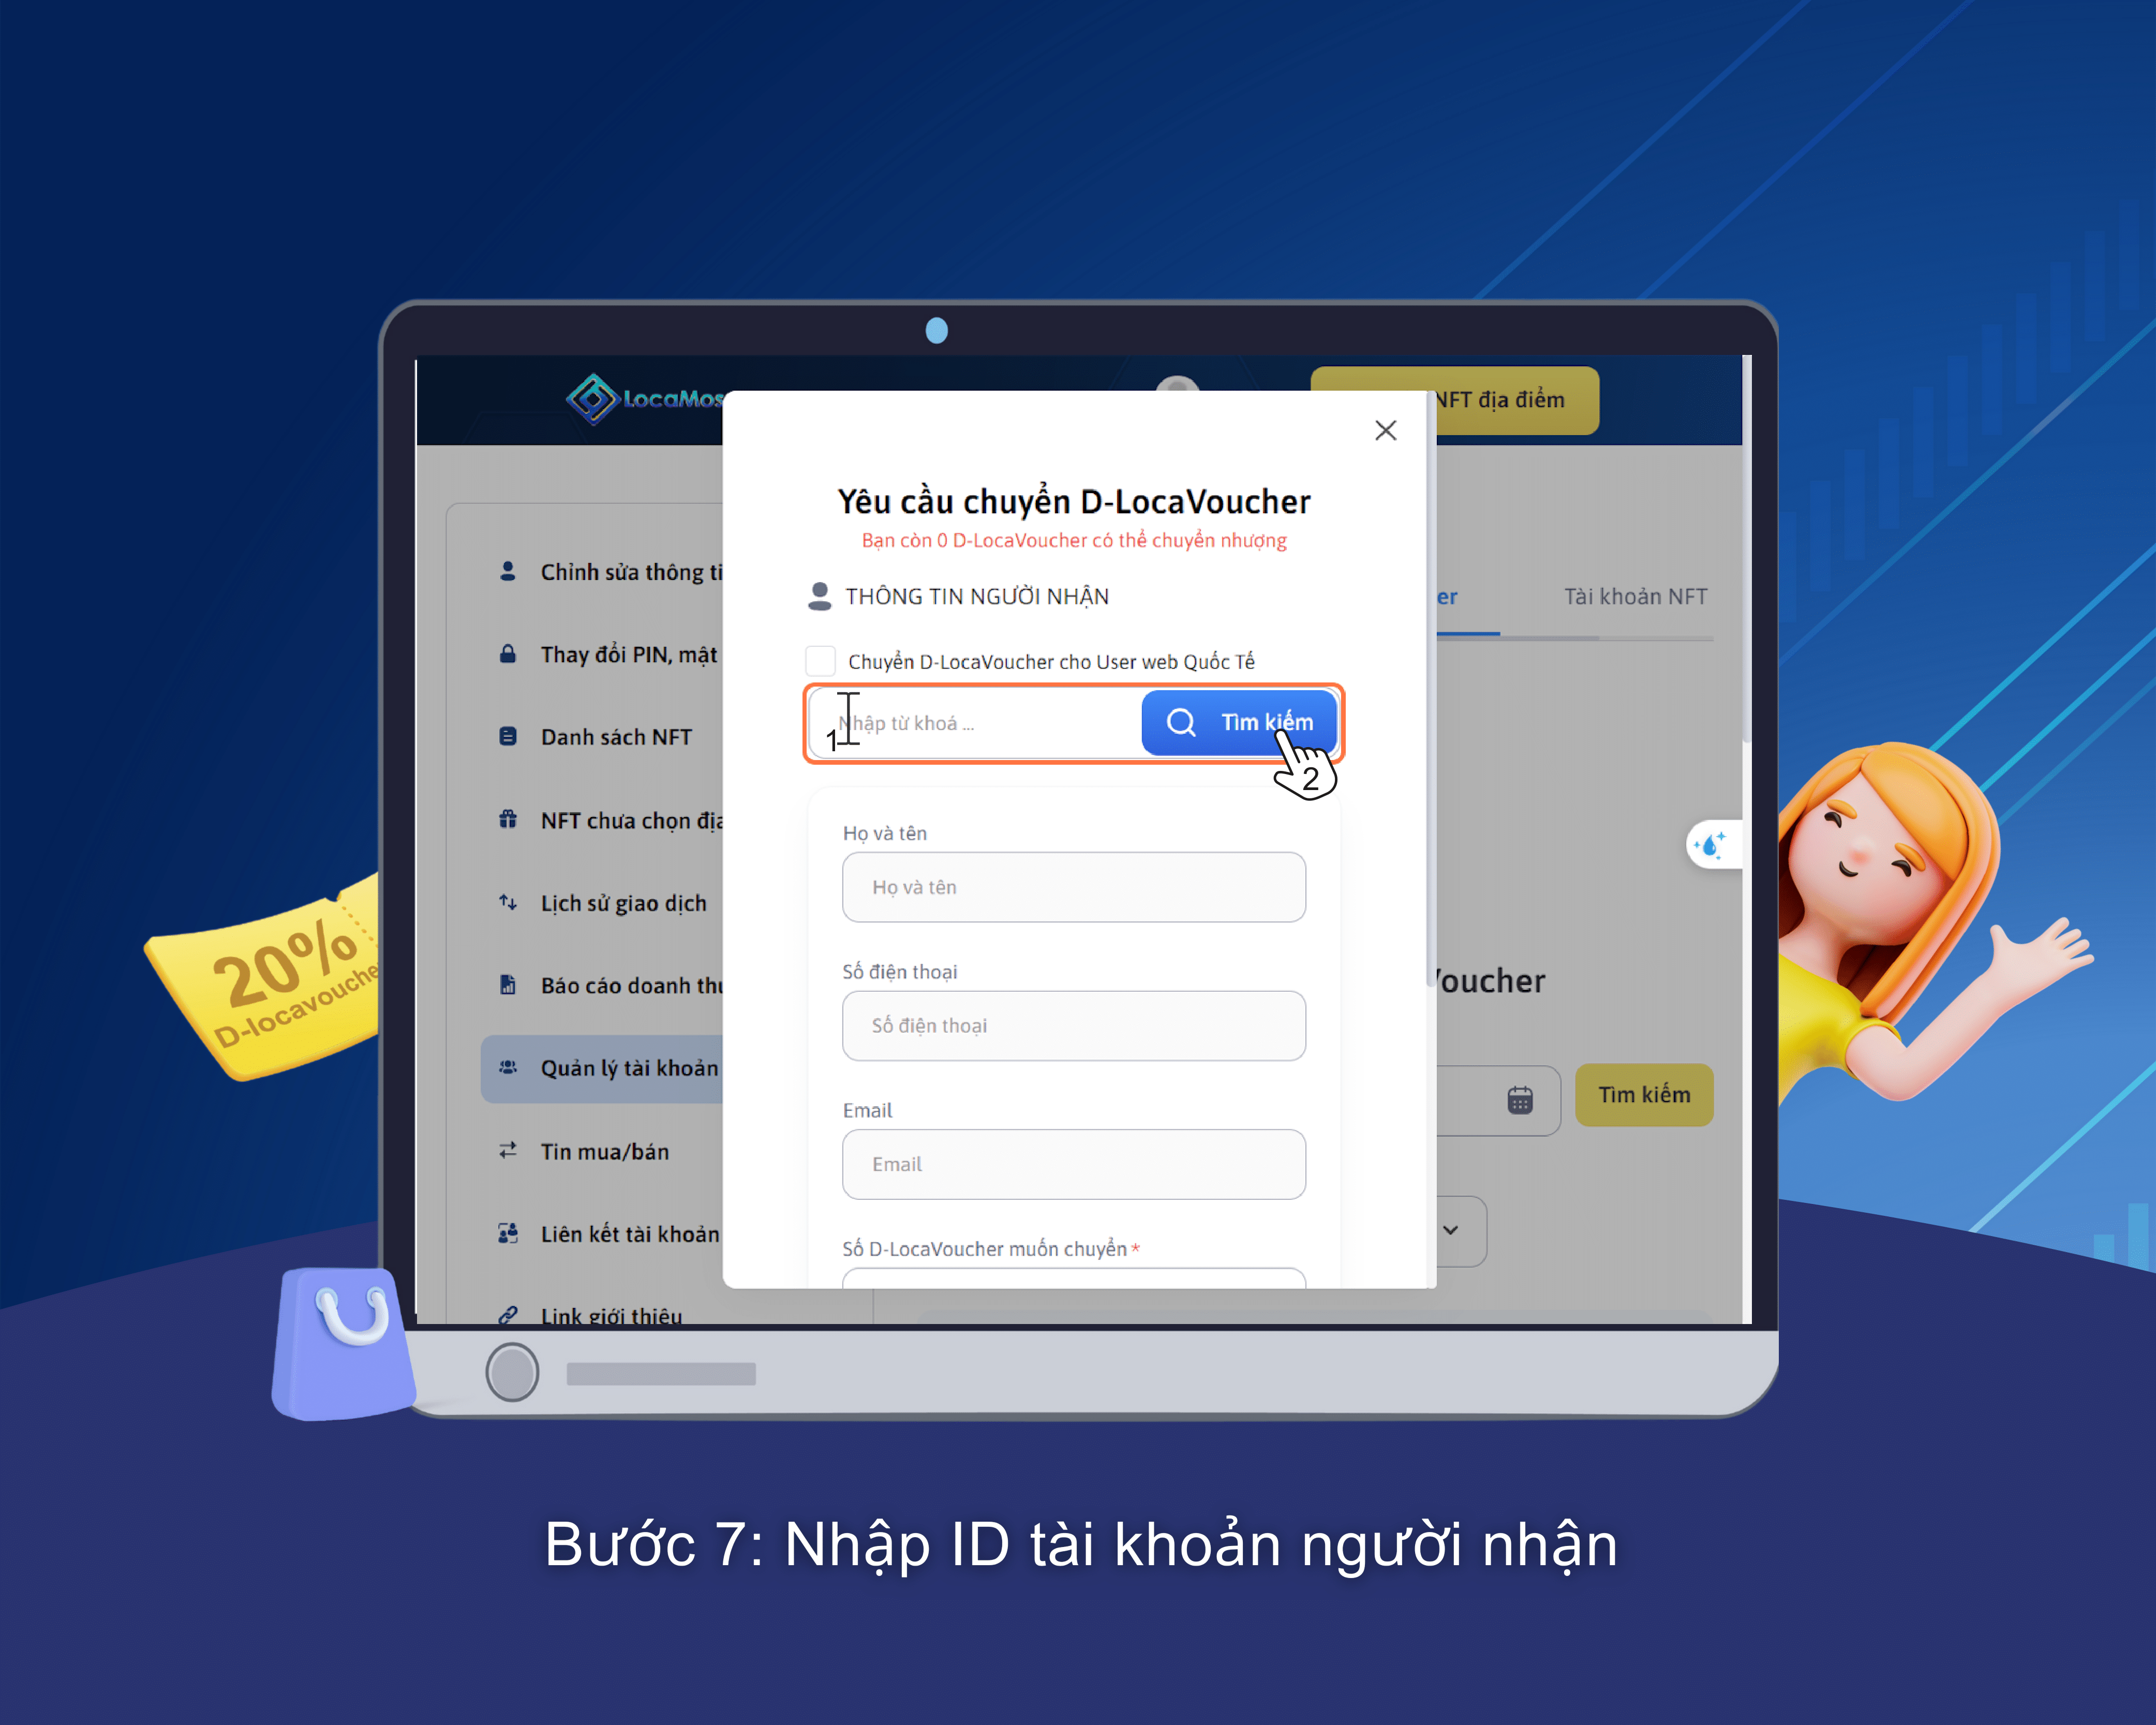 LocaMos
NFT địa điểm
Yêu cầu chuyển D-LocaVoucher
Bạn còn 0 D-LocaVoucher có thể chuyển nhượng
Chỉnh sửa thông ti
THÔNG TIN NGƯỜI NHẬN
er
Tài khoản NFT
Thay đổi PIN, mật
Chuyển D-LocaVoucher cho User web Quốc Tế
Danh sách NFT
Nhập từ khoá ...
Tìm kiếm
1
2
NFT chưa chọn địa
Họ và tên
Họ và tên
Lịch sử giao dịch
20%
D-locavouche
Số điện thoại
Báo cáo doanh thu
Voucher
Số điện thoại
Quản lý tài khoản
Tìm kiếm
Email
Tin mua/bán
Email
Liên kết tài khoản
Số D-LocaVoucher muốn chuyển *
Link giới thiệu
Bước 7: Nhập ID tài khoản người nhận